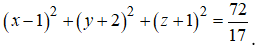 (x−1)² + (y+2)² + (z+1)² = 72/17.